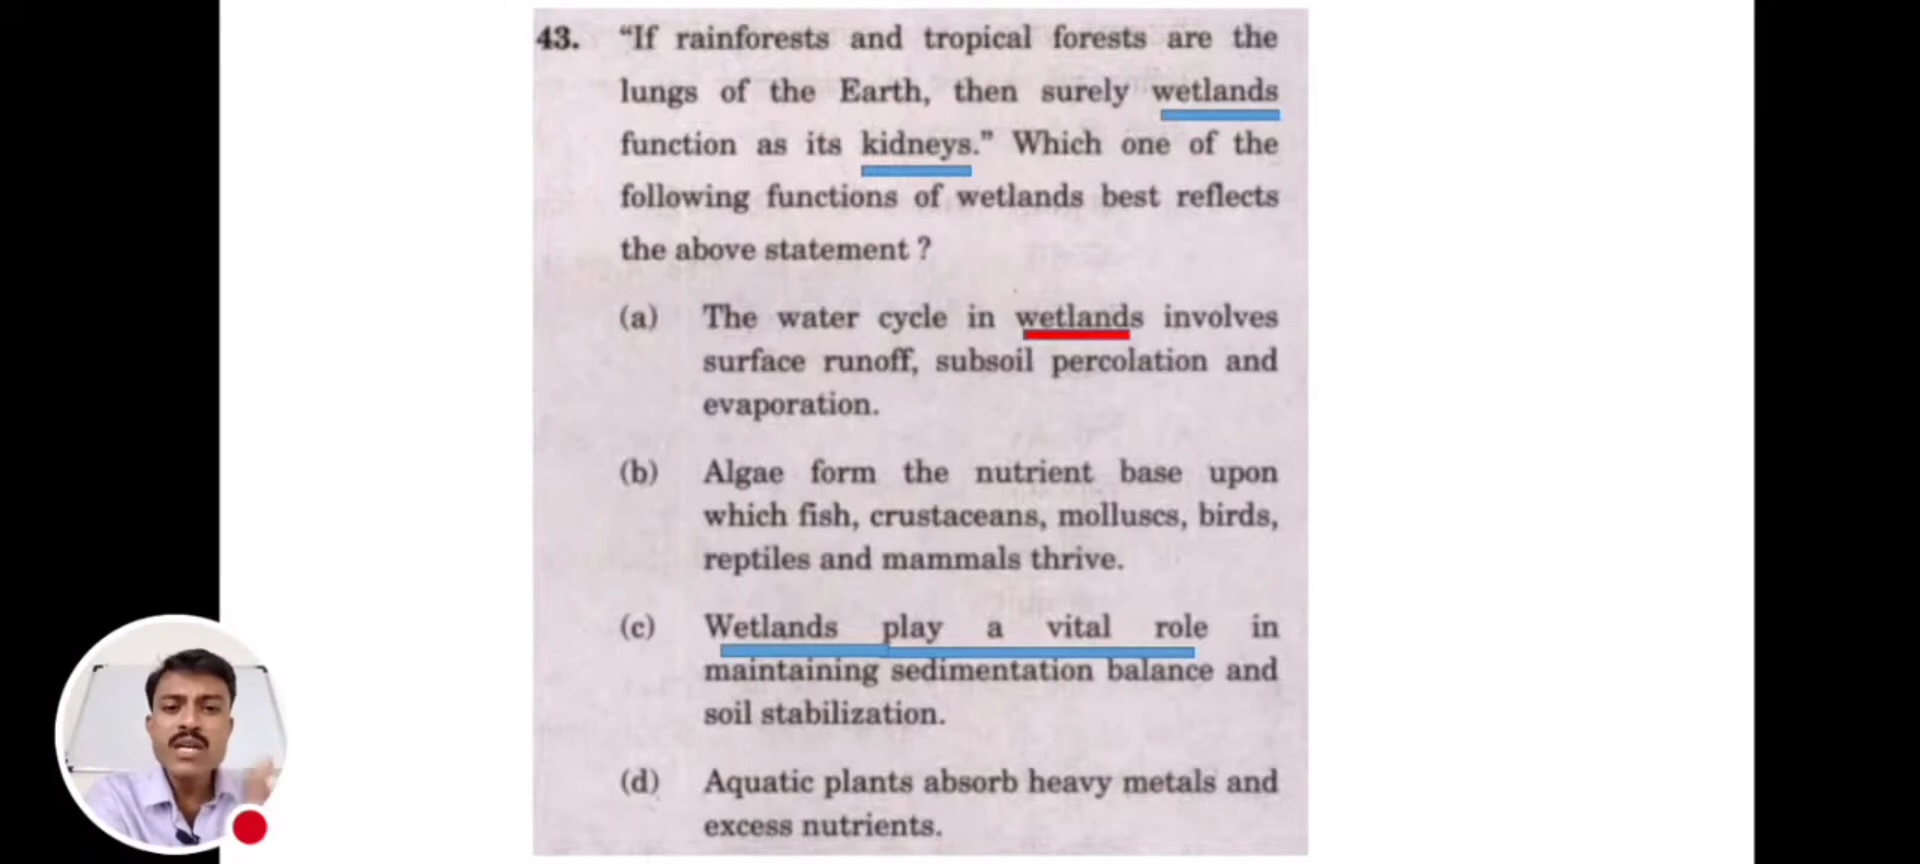 43. “If rainforests and tropical forests are the
lungs of the Earth, then surely wetlands
function as its kidneys.” Which one of the
following functions of wetlands best reflects
the above statement ?
(a) The water cycle in wetlands involves
surface runoff, subsoil percolation and
evaporation.
(b) Algae form the nutrient base upon
which fish, crustaceans, molluscs, birds,
reptiles and mammals thrive.
(c) Wetlands play a vital role in
maintaining sedimentation balance and
soil stabilization.
(d) Aquatic plants absorb heavy metals and
excess nutrients.